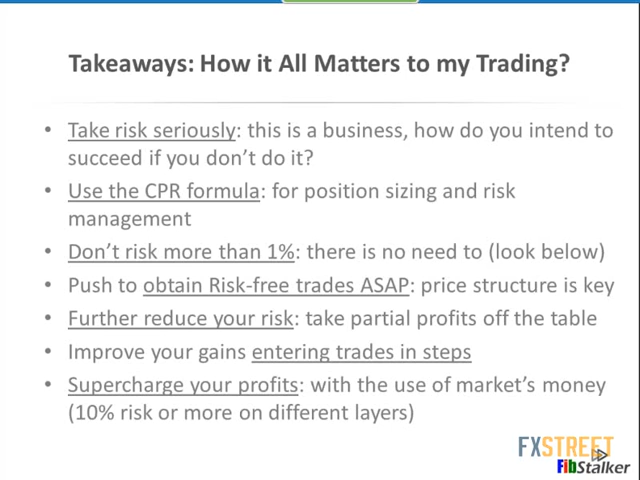 Takeaways: How it All Matters to my Trading?
• Take risk seriously: this is a business, how do you intend to
succeed if you don't do it?
• Use the CPR formula: for position sizing and risk
management
• Don't risk more than 1%: there is no need to (look below)
• Push to obtain Risk-free trades ASAP: price structure is key
• Further reduce your risk: take partial profits off the table
• Improve your gains entering trades in steps
• Supercharge your profits: with the use of market's money
(10% risk or more on different layers)
FXSTREET
FibStalker